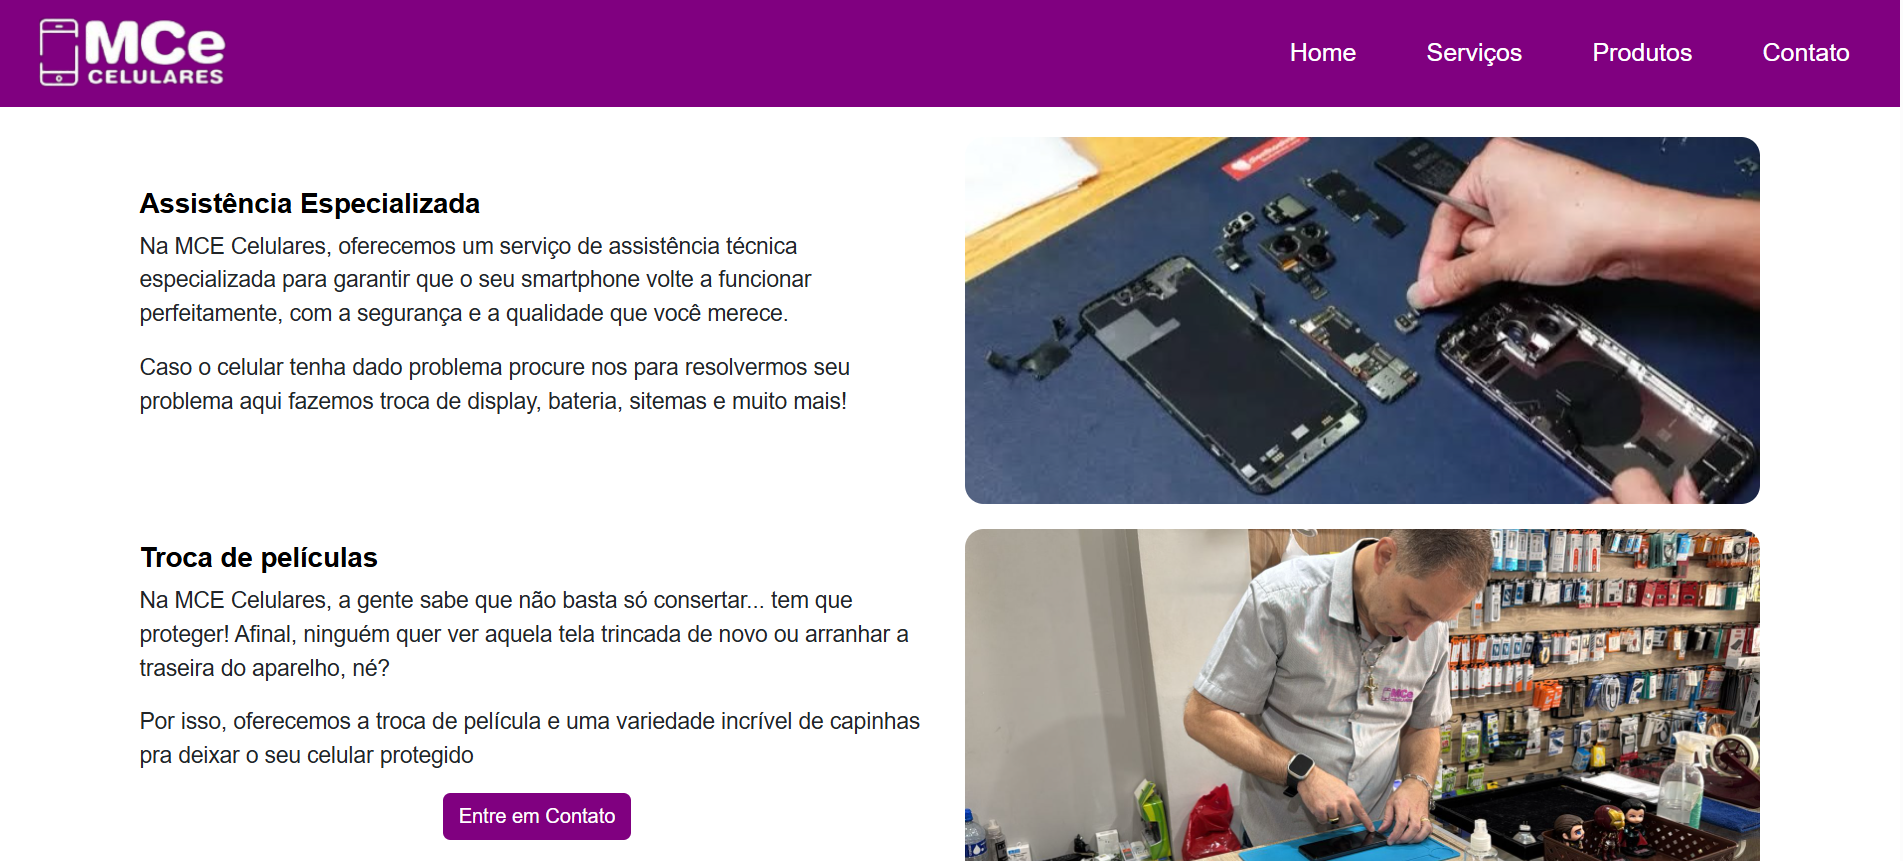 MCe
CELULARES
Home
Serviços
Produtos
Contato
Assistência Especializada
Na MCE Celulares, oferecemos um serviço de assistência técnica
especializada para garantir que o seu smartphone volte a funcionar
perfeitamente, com a segurança e a qualidade que você merece.
Caso o celular tenha dado problema procure nos para resolvermos seu
problema aqui fazemos troca de display, bateria, sitemas e muito mais!
Troca de películas
Na MCE Celulares, a gente sabe que não basta só consertar... tem que
proteger! Afinal, ninguém quer ver aquela tela trincada de novo ou arranhar a
traseira do aparelho, né?
Por isso, oferecemos a troca de película e uma variedade incrível de capinhas
pra deixar o seu celular protegido
Entre em Contato
MCe